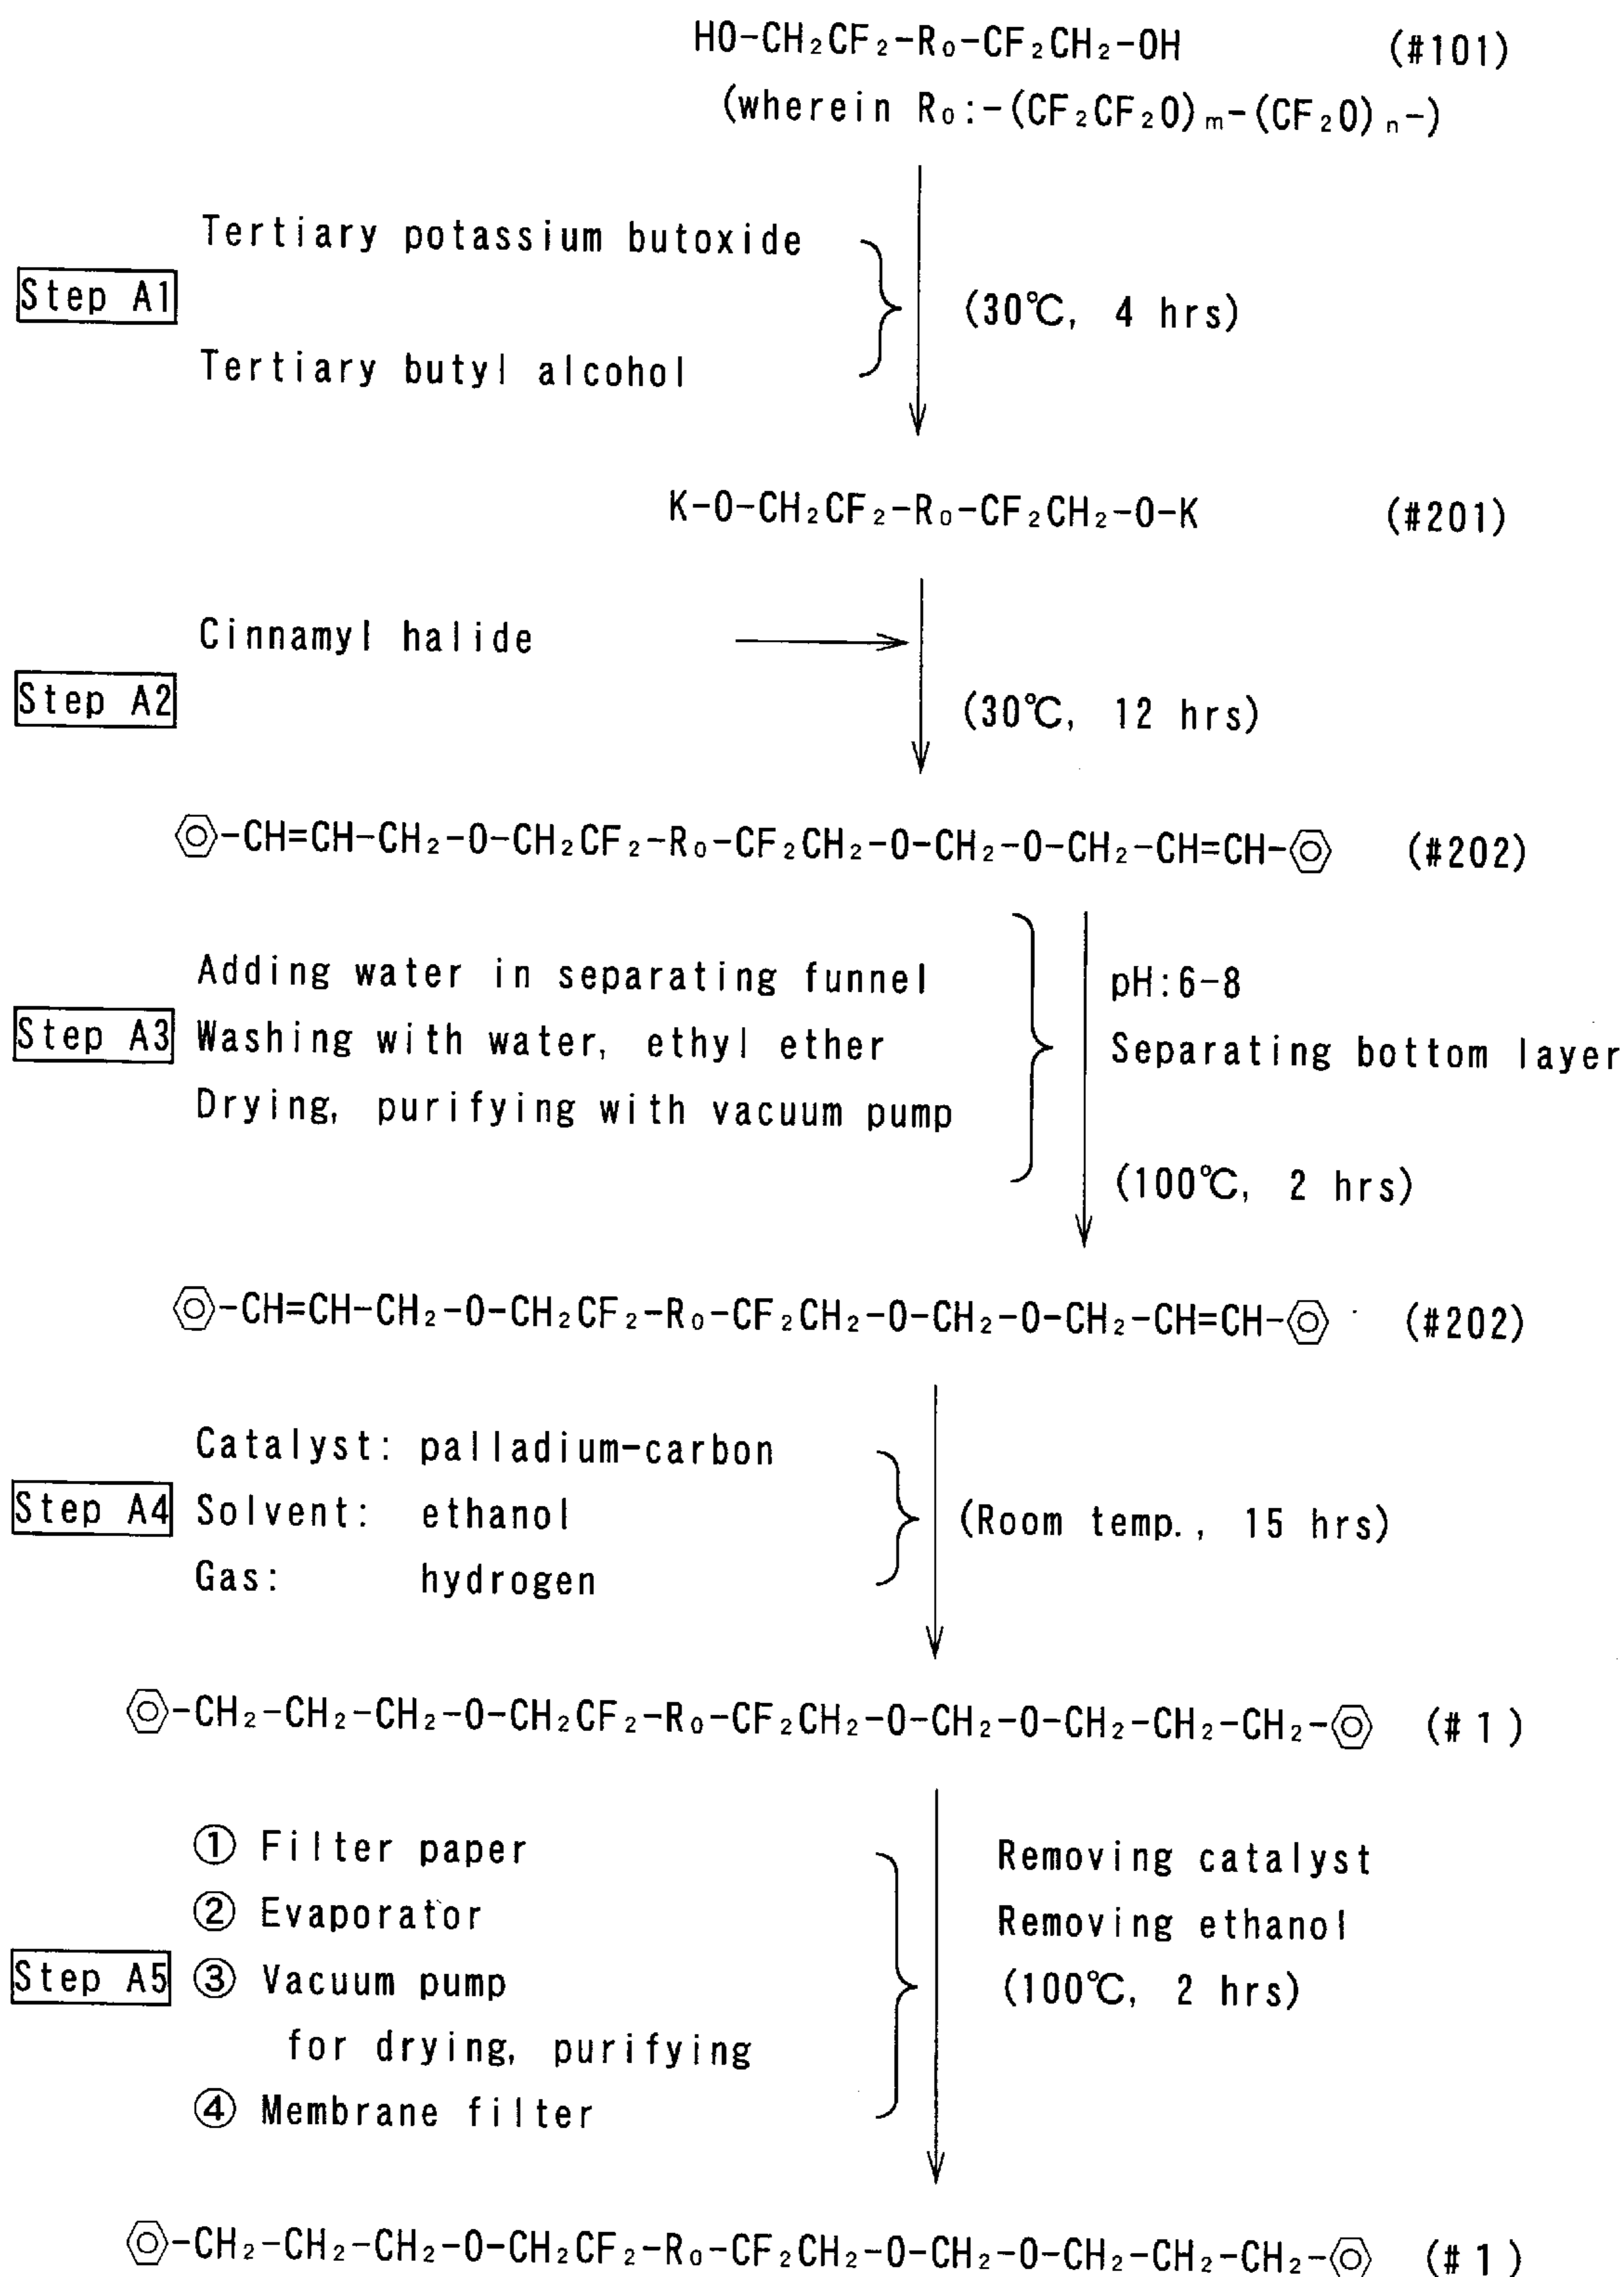 HO-CH₂CF₂-R₀-CF₂CH₂-OH (#101)
(wherein R₀:-(CF₂CF₂O)ₘ-(CF₂O)ₙ-)
Tertiary potassium butoxide
Step A1
(30℃, 4 hrs)
Tertiary butyl alcohol
K-O-CH₂CF₂-R₀-CF₂CH₂-O-K (#201)
Cinnamyl halide
Step A2
(30℃, 12 hrs)
-CH=CH-CH₂-O-CH₂CF₂-R₀-CF₂CH₂-O-CH₂-O-CH₂-CH=CH- (#202)
Adding water in separating funnel
pH:6-8
Step A3 Washing with water, ethyl ether
Separating bottom layer
Drying, purifying with vacuum pump
(100℃, 2 hrs)
-CH=CH-CH₂-O-CH₂CF₂-R₀-CF₂CH₂-O-CH₂-O-CH₂-CH=CH- (#202)
Catalyst: palladium-carbon
Step A4 Solvent: ethanol
(Room temp., 15 hrs)
Gas: hydrogen
-CH₂-CH₂-CH₂-O-CH₂CF₂-R₀-CF₂CH₂-O-CH₂-O-CH₂-CH₂-CH₂- (#1)
① Filter paper
Removing catalyst
② Evaporator
Removing ethanol
Step A5 ③ Vacuum pump
(100℃, 2 hrs)
for drying, purifying
④ Membrane filter
-CH₂-CH₂-CH₂-O-CH₂CF₂-R₀-CF₂CH₂-O-CH₂-O-CH₂-CH₂-CH₂- (#1)